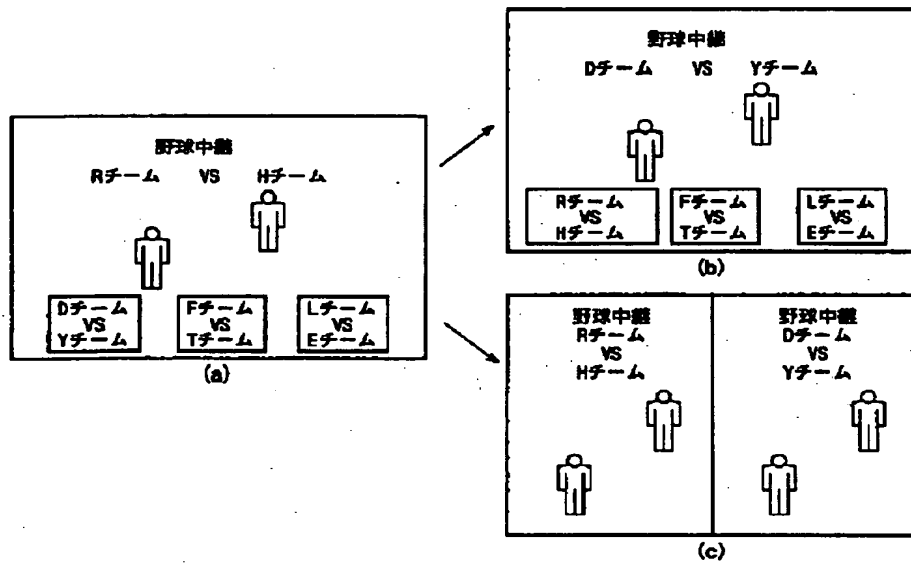 野球中継
Rチーム VS Hチーム
Dチーム
VS
Yチーム
Fチーム
VS
Tチーム
Lチーム
VS
Eチーム
(a)
野球中継
Dチーム VS Yチーム
Rチーム
VS
Hチーム
Fチーム
VS
Tチーム
Lチーム
VS
Eチーム
(b)
野球中継
Rチーム
VS
Hチーム
野球中継
Dチーム
VS
Yチーム
(c)